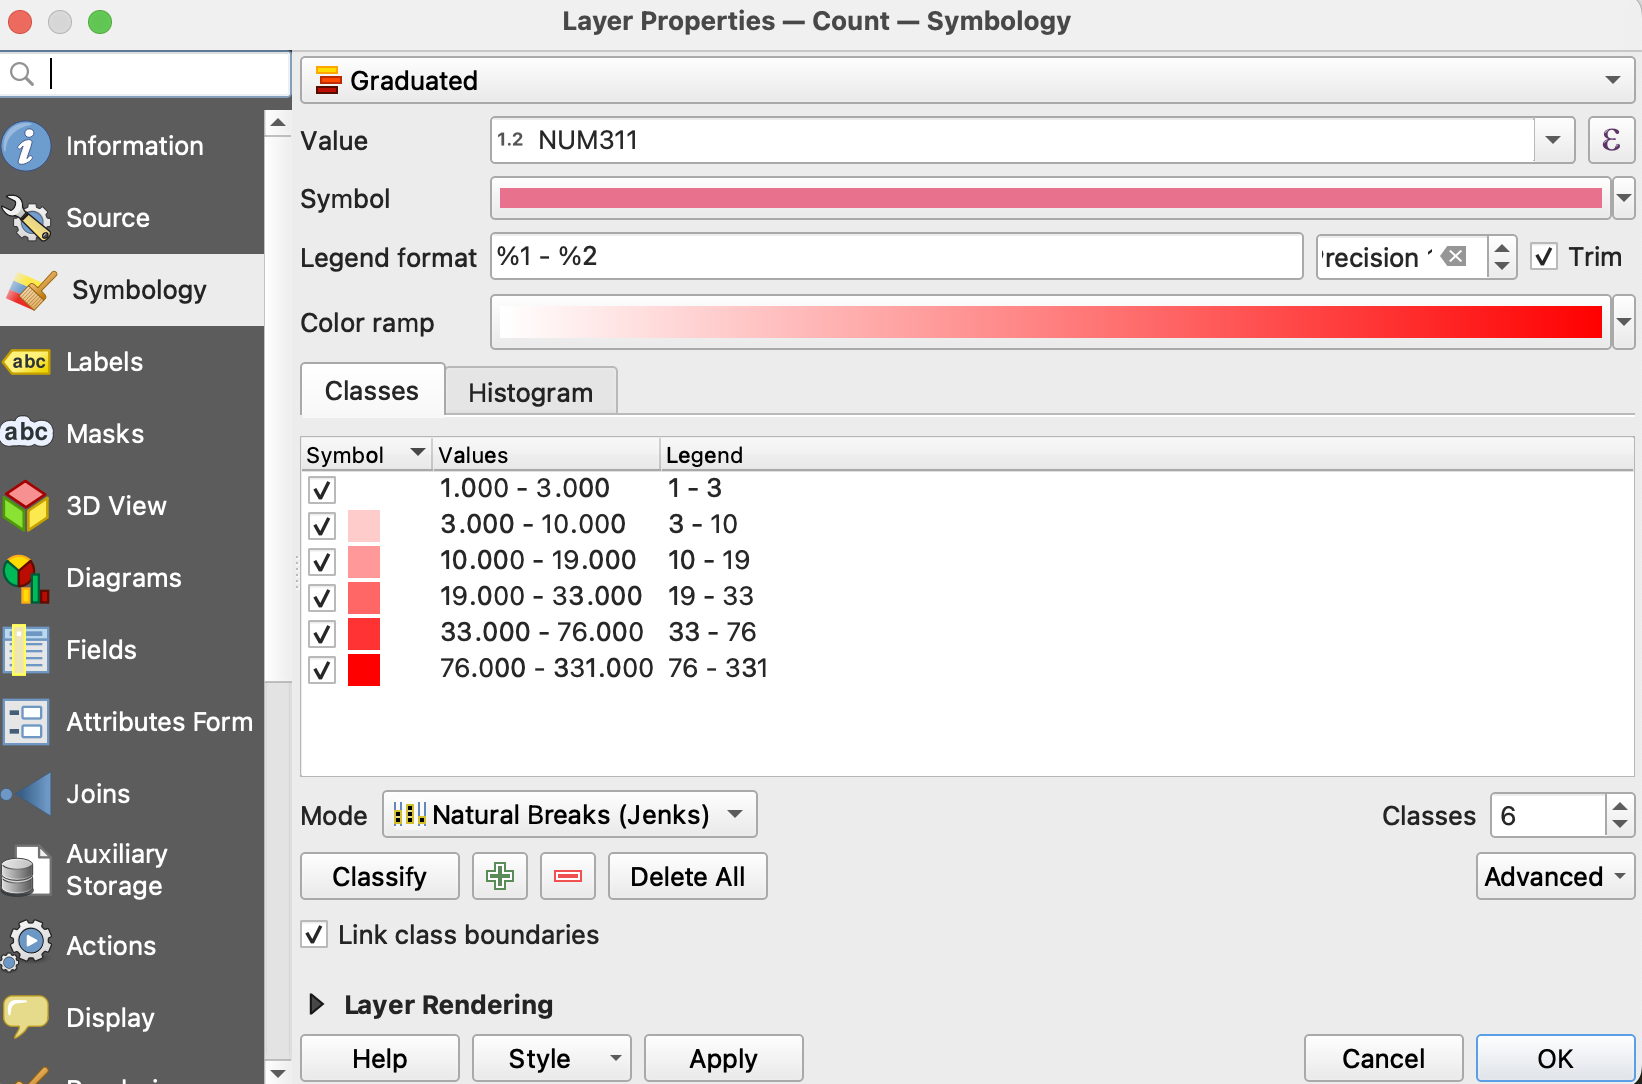 Layer Properties — Count — Symbology
Information
Source
Symbology
abc Labels
abc Masks
3D View
Diagrams
Fields
Attributes Form
Joins
Auxiliary
Storage
Actions
Display
Graduated
Value 1.2 NUM311 ε
Symbol
Legend format %1 - %2 recision Trim
Color ramp
Classes Histogram
Symbol Values Legend
1.000 - 3.000 1 - 3
3.000 - 10.000 3 - 10
10.000 - 19.000 10 - 19
19.000 - 33.000 19 - 33
33.000 - 76.000 33 - 76
76.000 - 331.000 76 - 331
Mode Natural Breaks (Jenks) Classes 6
Classify Delete All Advanced
Link class boundaries
Layer Rendering
Help Style Apply Cancel OK